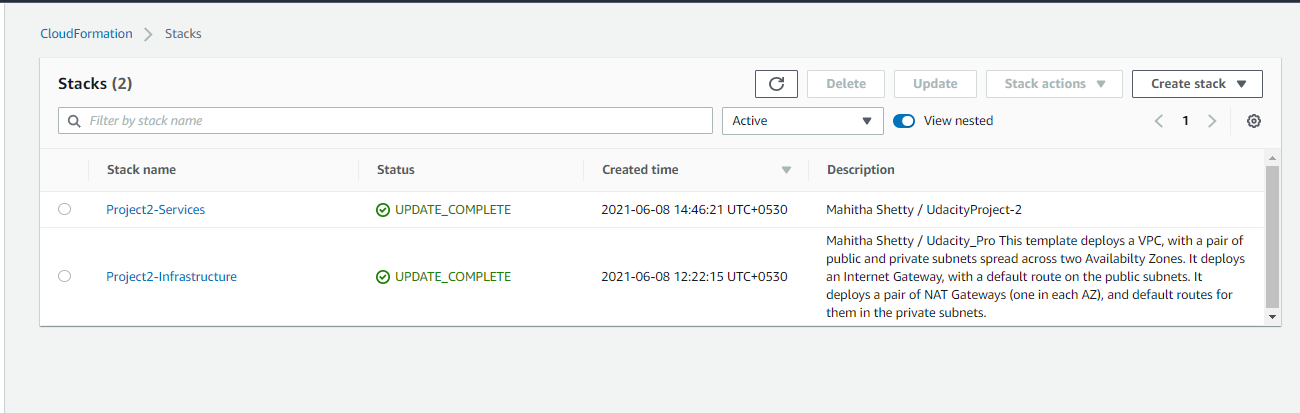 CloudFormation > Stacks
Stacks (2)
Delete
Update
Stack actions
Create stack
Filter by stack name
Active
View nested
1
Stack name
Status
Created time
Description
Project2-Services
UPDATE_COMPLETE
2021-06-08 14:46:21 UTC+0530
Mahitha Shetty / UdacityProject-2
Project2-Infrastructure
UPDATE_COMPLETE
2021-06-08 12:22:15 UTC+0530
Mahitha Shetty / Udacity_Pro This template deploys a VPC, with a pair of
public and private subnets spread across two Availabilty Zones. It deploys
an Internet Gateway, with a default route on the public subnets. It
deploys a pair of NAT Gateways (one in each AZ), and default routes for
them in the private subnets.